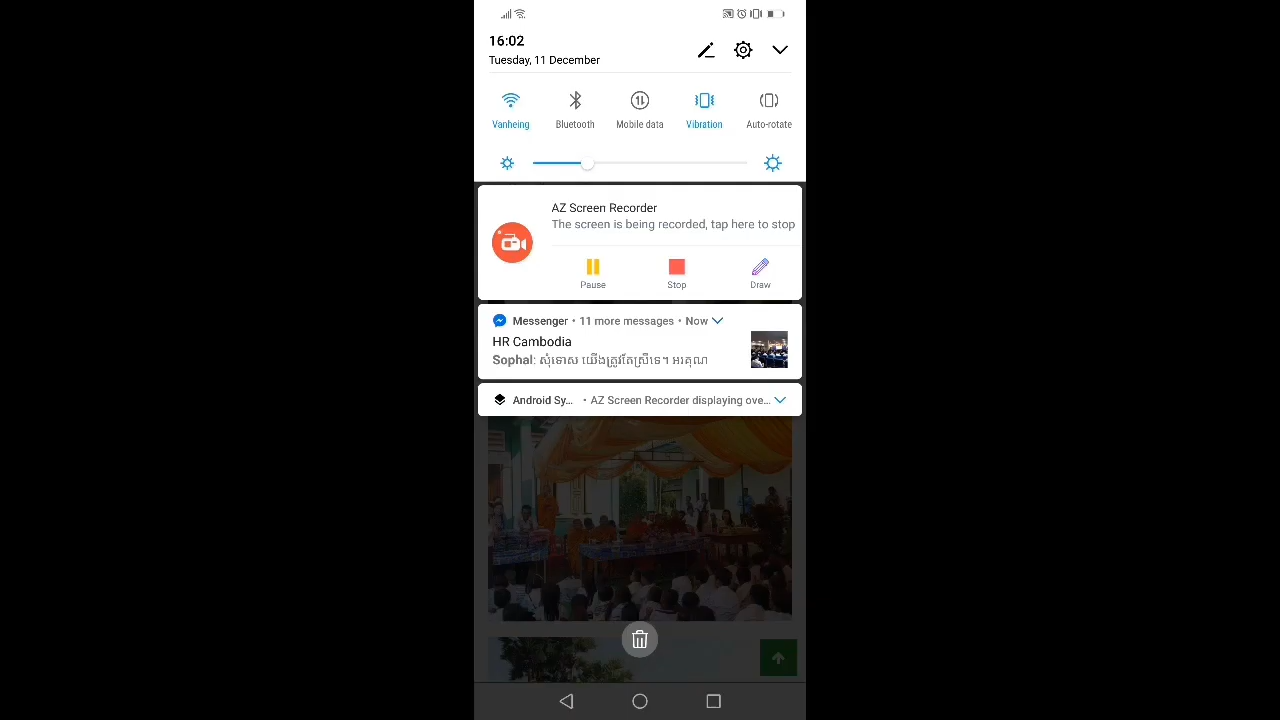 16:02
Tuesday, 11 December
Vanheing Bluetooth Mobile data Vibration Auto-rotate
AZ Screen Recorder
The screen is being recorded, tap here to stop
Pause Stop Draw
Messenger • 11 more messages • Now
HR Cambodia
Sophal: សុំទោស យើងត្រូវតែស្រីទេ។ អរគុណ
Android Sy... • AZ Screen Recorder displaying ove...